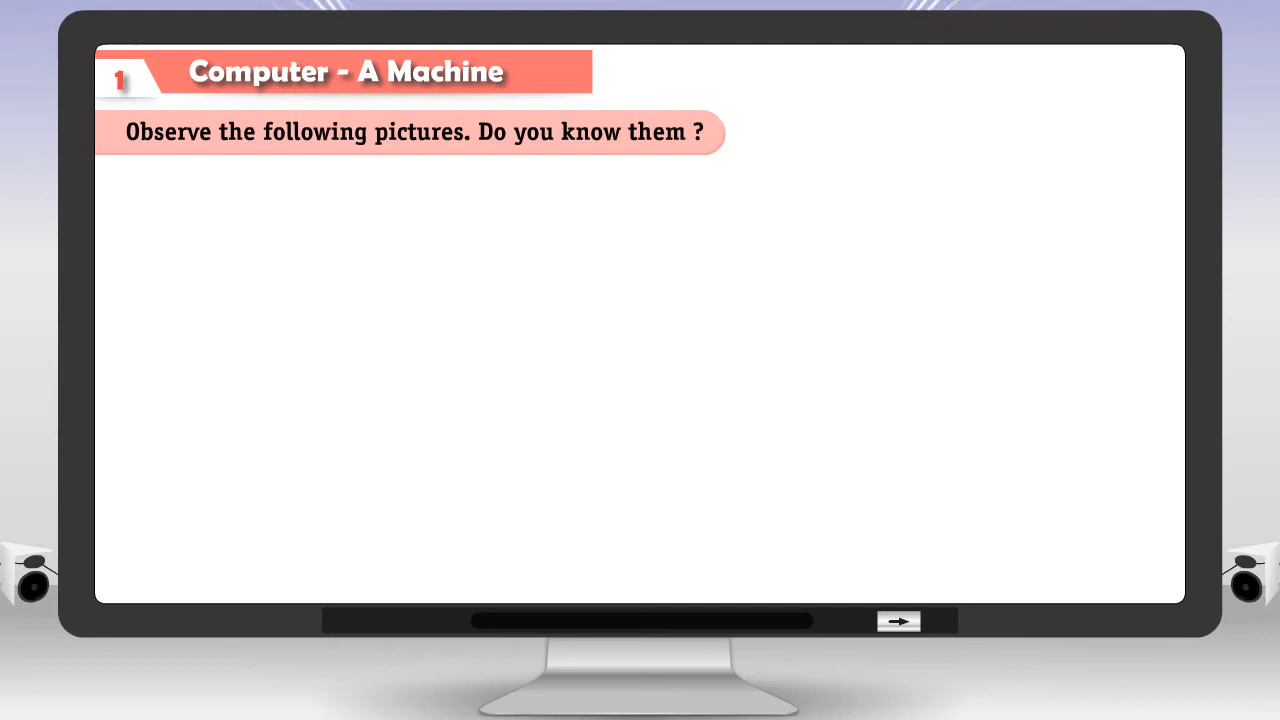 1
Computer - A Machine
Observe the following pictures. Do you know them ?